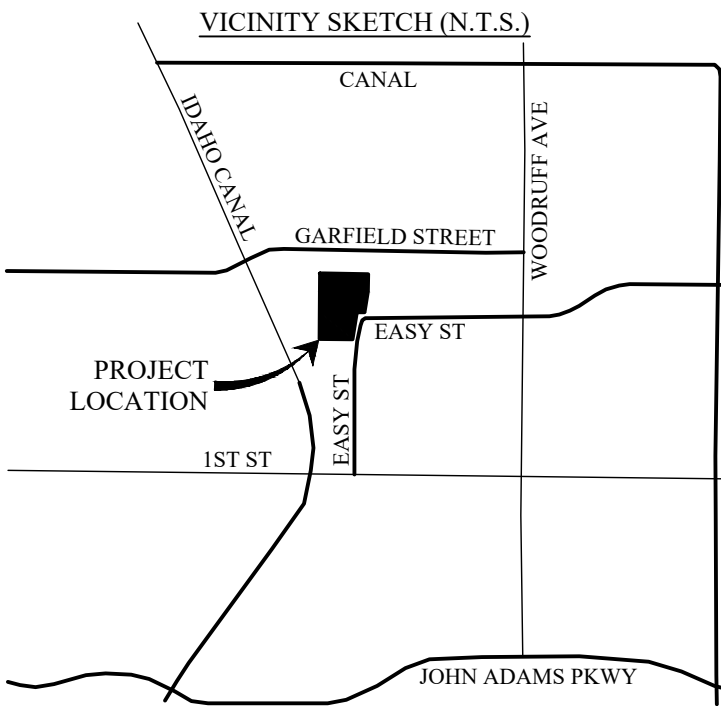 VICINITY SKETCH (N.T.S.)
CANAL
IDAHO CANAL
WOODRUFF AVE
GARFIELD STREET
EASY ST
PROJECT
LOCATION
EASY ST
1ST ST
JOHN ADAMS PKWY